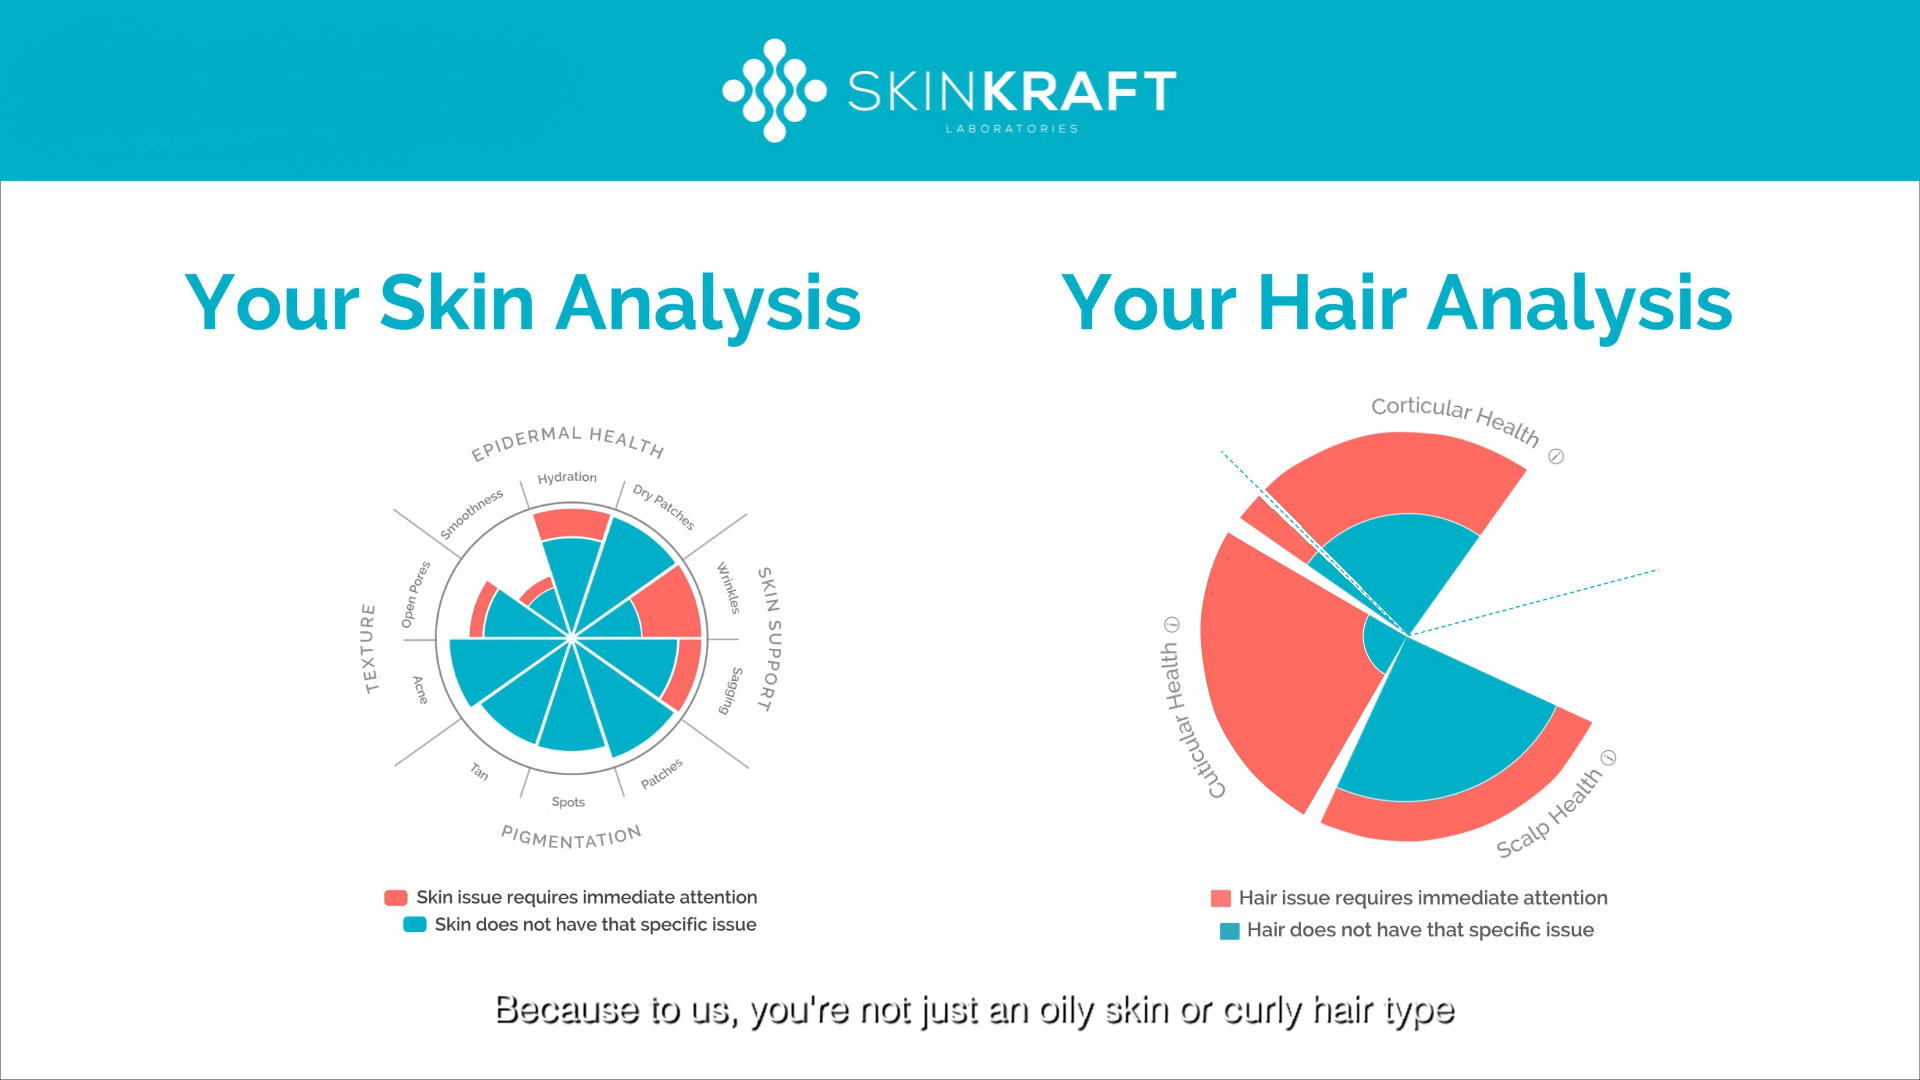 SKINKRAFT
LABORATORIES
Your Skin Analysis
EPIDERMAL HEALTH
Hydration
Dry Patches
Smoothness
Wrinkles
Open Pores
SKIN SUPPORT
TEXTURE
Acne
Sagging
Tan
Spots
Patches
PIGMENTATION
Skin issue requires immediate attention
Skin does not have that specific issue
Your Hair Analysis
Corticular Health
Cuticular Health
Scalp Health
Hair issue requires immediate attention
Hair does not have that specific issue
Because to us, you're not just an oily skin or curly hair type